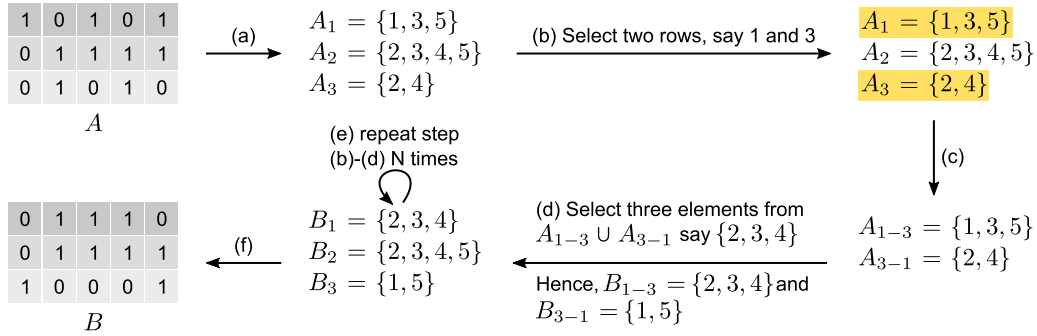 1 0 1 0 1
0 1 1 1 1
0 1 0 1 0
A
(a)
A₁ = {1, 3, 5}
A₂ = {2, 3, 4, 5}
A₃ = {2, 4}
(b) Select two rows, say 1 and 3
A₁ = {1, 3, 5}
A₂ = {2, 3, 4, 5}
A₃ = {2, 4}
(c)
A₁₋₃ = {1, 3, 5}
A₃₋₁ = {2, 4}
(d) Select three elements from
A₁₋₃ ∪ A₃₋₁ say {2, 3, 4}
Hence, B₁₋₃ = {2, 3, 4} and
B₃₋₁ = {1, 5}
(e) repeat step
(b)-(d) N times
B₁ = {2, 3, 4}
B₂ = {2, 3, 4, 5}
B₃ = {1, 5}
(f)
0 1 1 1 0
0 1 1 1 1
1 0 0 0 1
B